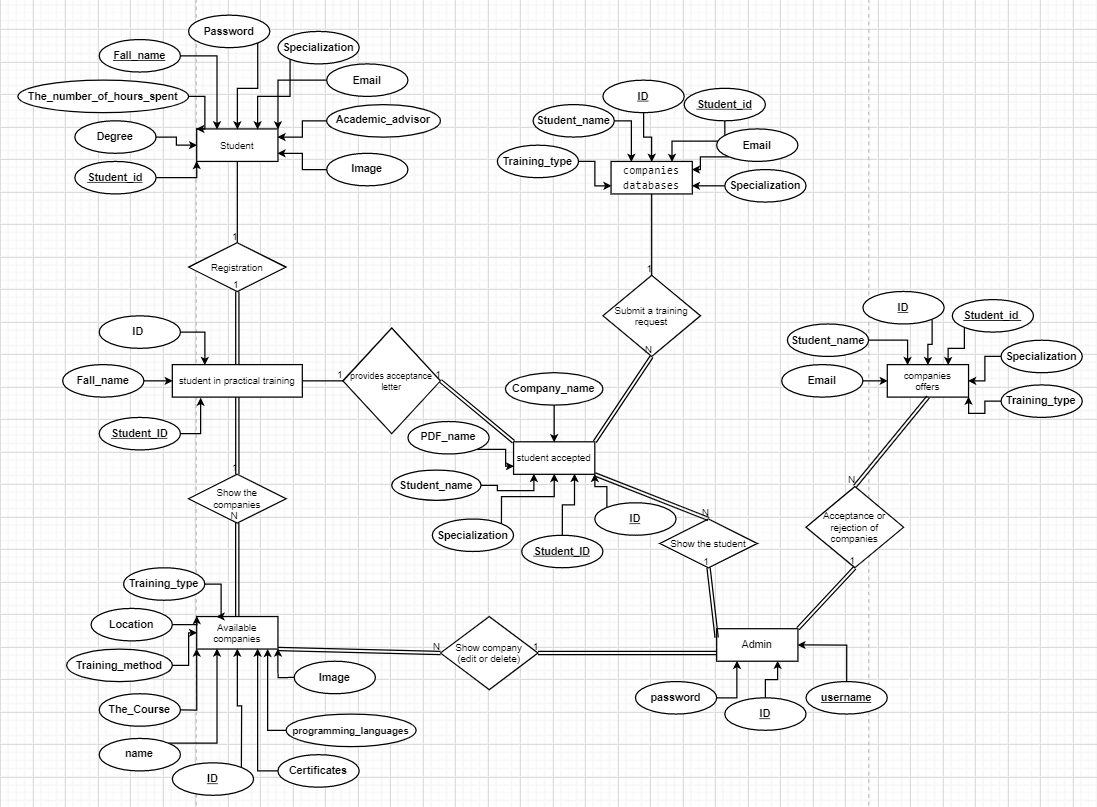 Password
Fall_name
Specialization
Email
The_number_of_hours_spent
Academic_advisor
Degree
Student
Student_id
Image
ID
Student_id
Student_name
Email
Training_type
companies
databases
Specialization
1
Registration
1
1
Submit a training
request
N
ID
Student_id
Student_name
Specialization
Email
companies
offers
Training_type
ID
Fall_name
student in practical training
Student_ID
1
provides acceptance
letter
1
Company_name
PDF_name
student accepted
Student_name
Specialization
ID
Student_ID
1
Show the
companies
N
N
Show the student
1
N
Acceptance or
rejection of
companies
1
Training_type
Location
Available
companies
Training_method
The_Course
name
ID
Image
programming_languages
Certificates
N
Show company
(edit or delete)
1
Admin
password
ID
username